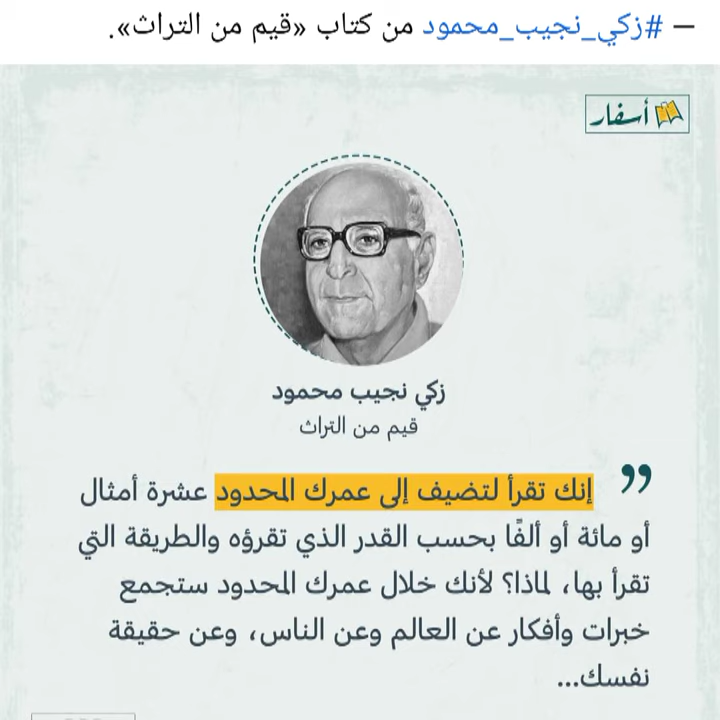 — #زكي_نجيب_محمود من كتاب «قيم من التراث».
أسفار
زكي نجيب محمود
قيم من التراث
”
إنك تقرأ لتضيف إلى عمرك المحدود عشرة أمثال
أو مائة أو ألفًا بحسب القدر الذي تقرؤه والطريقة التي
تقرأ بها، لماذا؟ لأنك خلال عمرك المحدود ستجمع
خبرات وأفكار عن العالم وعن الناس، وعن حقيقة
نفسك...